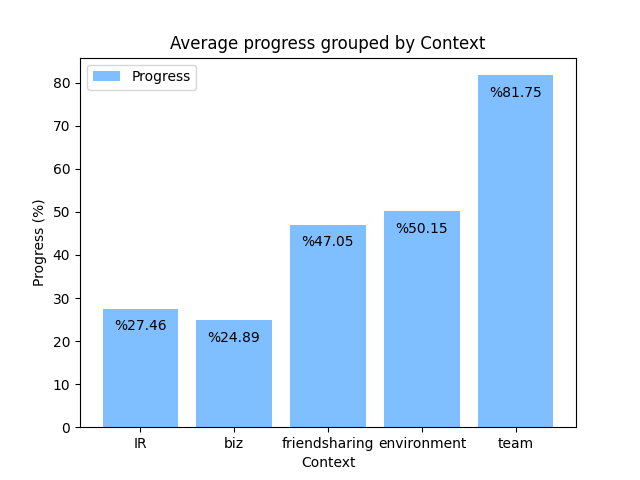 Average progress grouped by Context
Progress
Progress (%)
80
70
60
50
40
30
20
10
0
%27.46
%24.89
%47.05
%50.15
%81.75
IR
biz
friendsharing
environment
team
Context